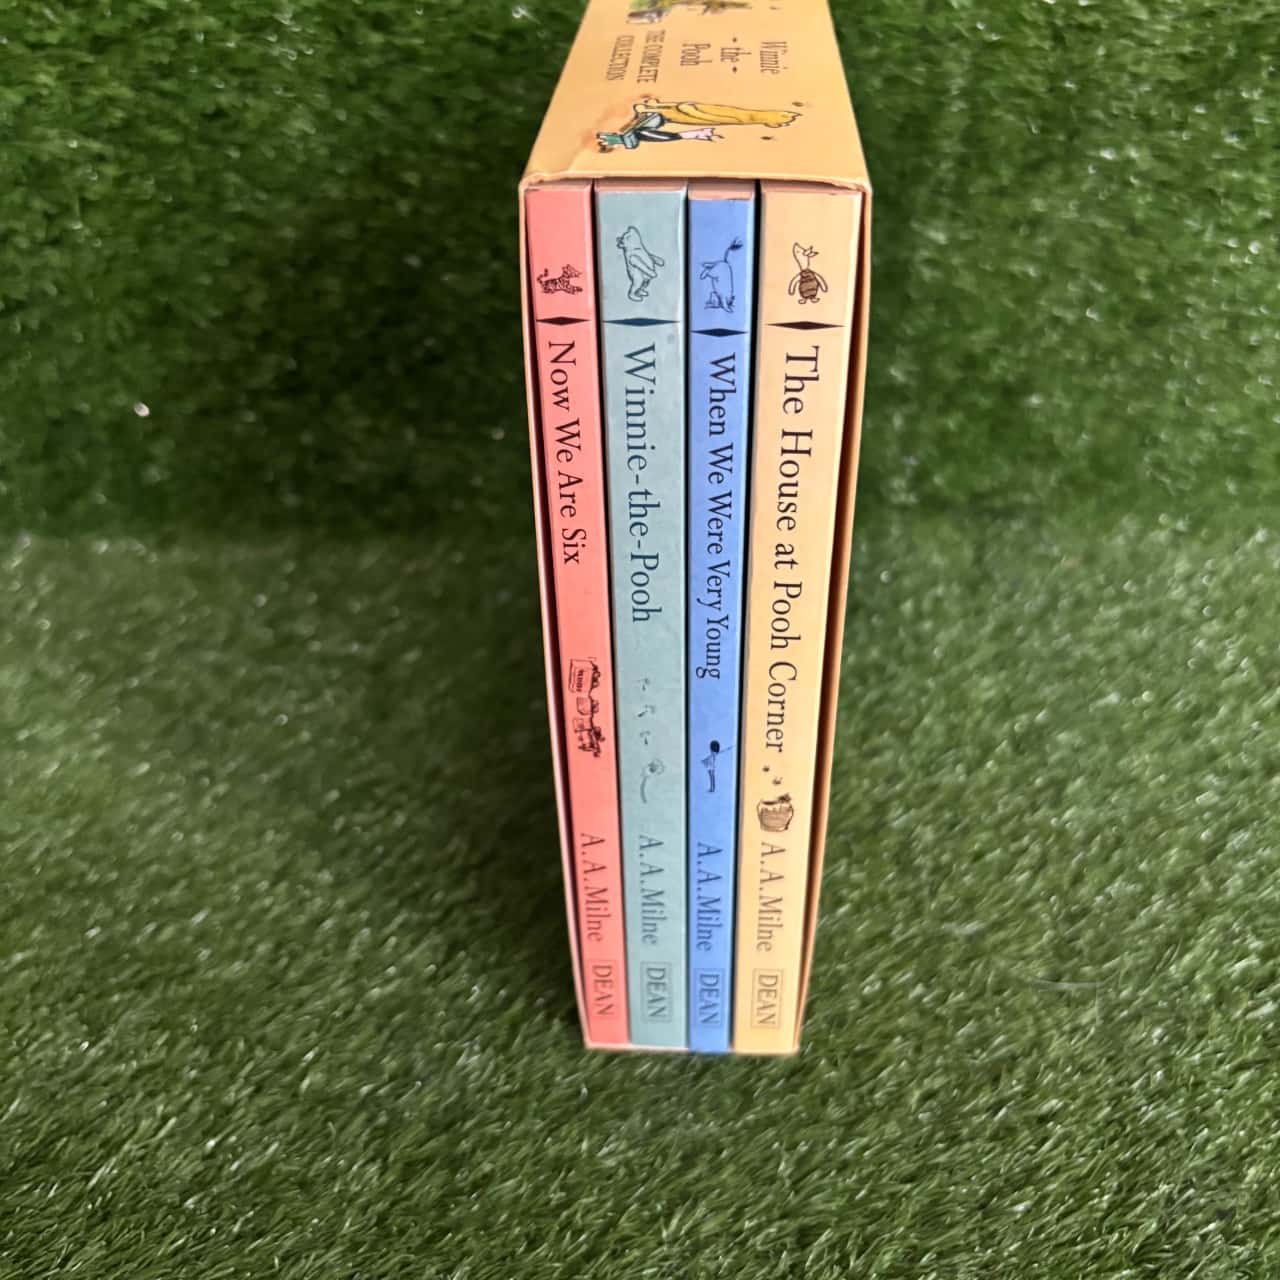 Winnie
- the -
Pooh
THE COMPLETE
COLLECTION
Now We Are Six
A.A.Milne
DEAN
Winnie-the-Pooh
A.A.Milne
DEAN
When We Were Very Young
A.A.Milne
DEAN
The House at Pooh Corner
A.A.Milne
DEAN